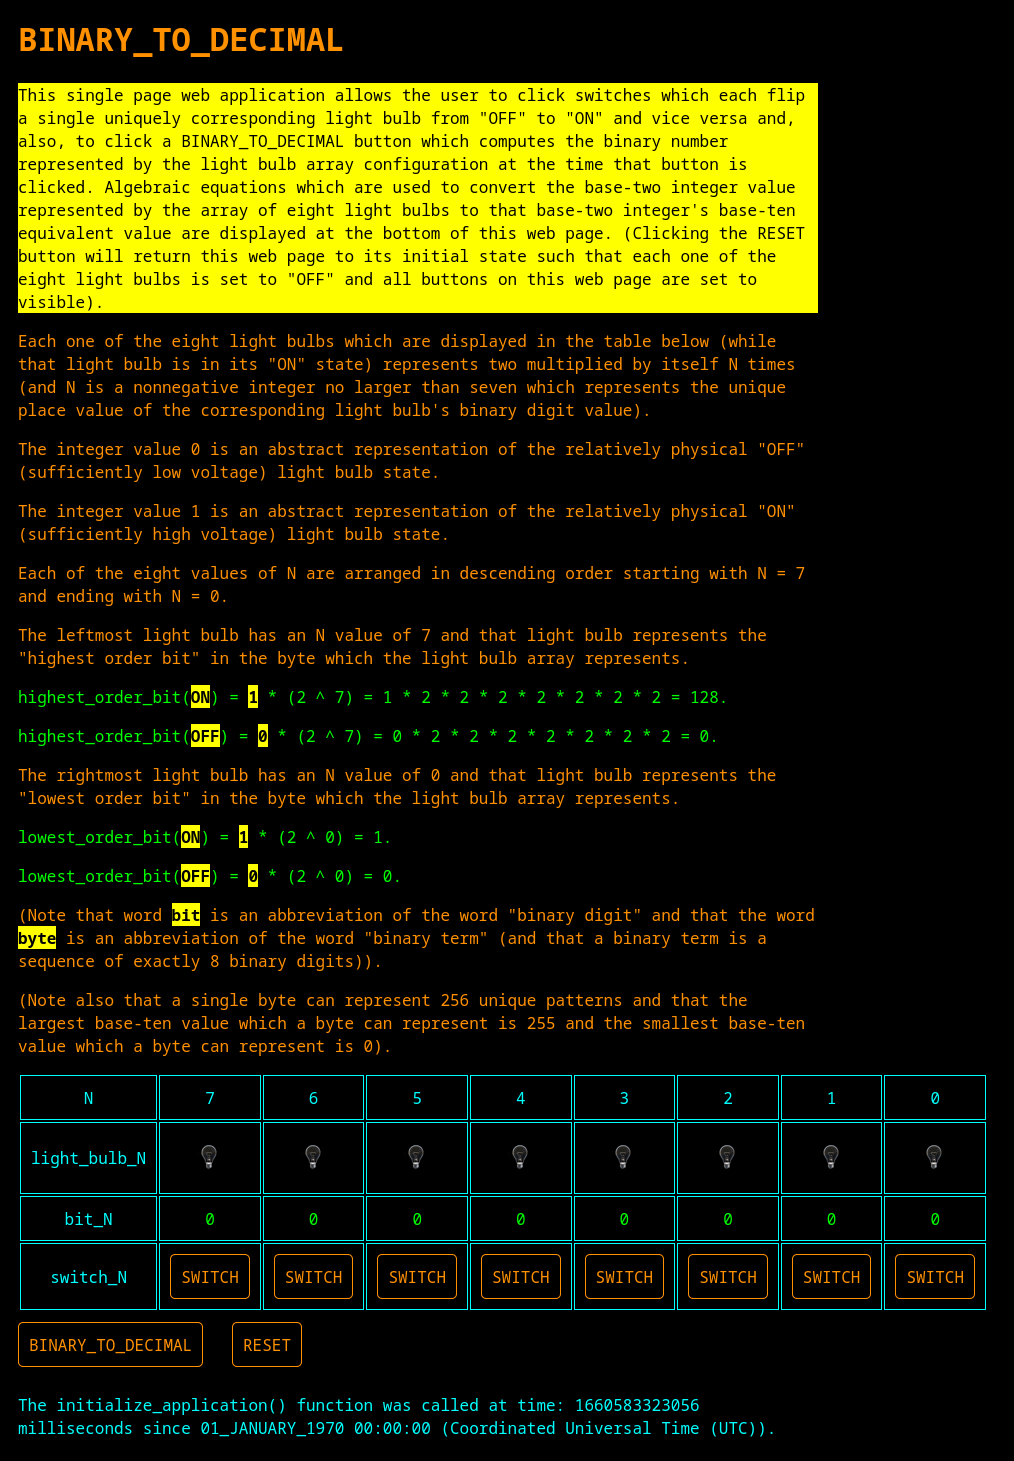 BINARY_TO_DECIMAL
This single page web application allows the user to click switches which each flip
a single uniquely corresponding light bulb from "OFF" to "ON" and vice versa and,
also, to click a BINARY_TO_DECIMAL button which computes the binary number
represented by the light bulb array configuration at the time that button is
clicked. Algebraic equations which are used to convert the base-two integer value
represented by the array of eight light bulbs to that base-two integer's base-ten
equivalent value are displayed at the bottom of this web page. (Clicking the RESET
button will return this web page to its initial state such that each one of the
eight light bulbs is set to "OFF" and all buttons on this web page are set to
visible).
Each one of the eight light bulbs which are displayed in the table below (while
that light bulb is in its "ON" state) represents two multiplied by itself N times
(and N is a nonnegative integer no larger than seven which represents the unique
place value of the corresponding light bulb's binary digit value).
The integer value 0 is an abstract representation of the relatively physical "OFF"
(sufficiently low voltage) light bulb state.
The integer value 1 is an abstract representation of the relatively physical "ON"
(sufficiently high voltage) light bulb state.
Each of the eight values of N are arranged in descending order starting with N = 7
and ending with N = 0.
The leftmost light bulb has an N value of 7 and that light bulb represents the
"highest order bit" in the byte which the light bulb array represents.
highest_order_bit(ON) = 1 * (2 ^ 7) = 1 * 2 * 2 * 2 * 2 * 2 * 2 * 2 = 128.
highest_order_bit(OFF) = 0 * (2 ^ 7) = 0 * 2 * 2 * 2 * 2 * 2 * 2 * 2 = 0.
The rightmost light bulb has an N value of 0 and that light bulb represents the
"lowest order bit" in the byte which the light bulb array represents.
lowest_order_bit(ON) = 1 * (2 ^ 0) = 1.
lowest_order_bit(OFF) = 0 * (2 ^ 0) = 0.
(Note that word bit is an abbreviation of the word "binary digit" and that the word
byte is an abbreviation of the word "binary term" (and that a binary term is a
sequence of exactly 8 binary digits)).
(Note also that a single byte can represent 256 unique patterns and that the
largest base-ten value which a byte can represent is 255 and the smallest base-ten
value which a byte can represent is 0).
N 7 6 5 4 3 2 1 0
light_bulb_N
bit_N 0 0 0 0 0 0 0 0
switch_N SWITCH SWITCH SWITCH SWITCH SWITCH SWITCH SWITCH SWITCH
BINARY_TO_DECIMAL RESET
The initialize_application() function was called at time: 1660583323056
milliseconds since 01_JANUARY_1970 00:00:00 (Coordinated Universal Time (UTC)).